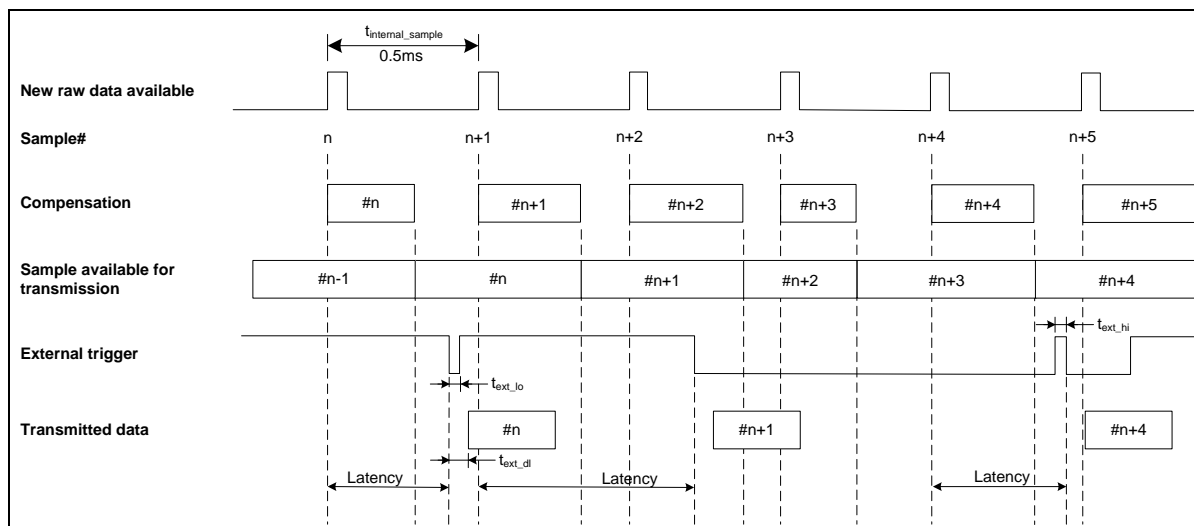 t_internal_sample
0.5ms
New raw data available
Sample# n n+1 n+2 n+3 n+4 n+5
Compensation #n #n+1 #n+2 #n+3 #n+4 #n+5
Sample available for
transmission
#n-1 #n #n+1 #n+2 #n+3 #n+4
t_ext_hi
External trigger
t_ext_lo
Transmitted data #n #n+1 #n+4
t_ext_dl
Latency Latency Latency